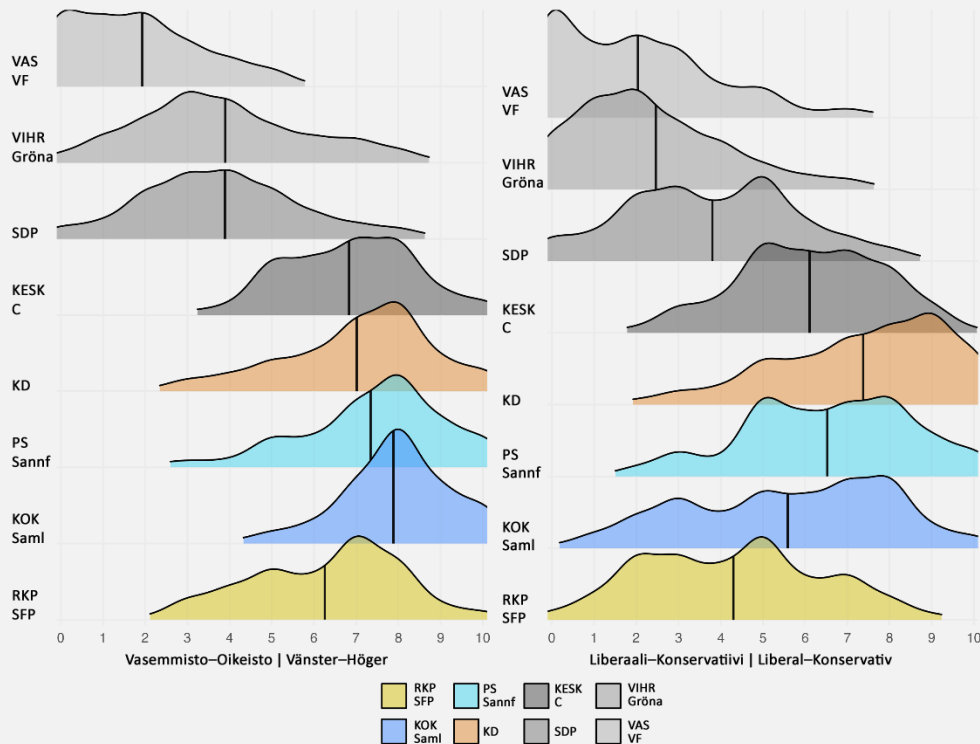 VAS
VF
VIHR
Gröna
SDP
KESK
C
KD
PS
Sannf
KOK
Saml
RKP
SFP
0 1 2 3 4 5 6 7 8 9 10
Vasemmisto–Oikeisto | Vänster–Höger
VAS
VF
VIHR
Gröna
SDP
KESK
C
KD
PS
Sannf
KOK
Saml
RKP
SFP
0 1 2 3 4 5 6 7 8 9 10
Liberaali–Konservatiivi | Liberal–Konservativ
RKP
SFP
PS
Sannf
KESK
C
VIHR
Gröna
KOK
Saml
KD
SDP
VAS
VF